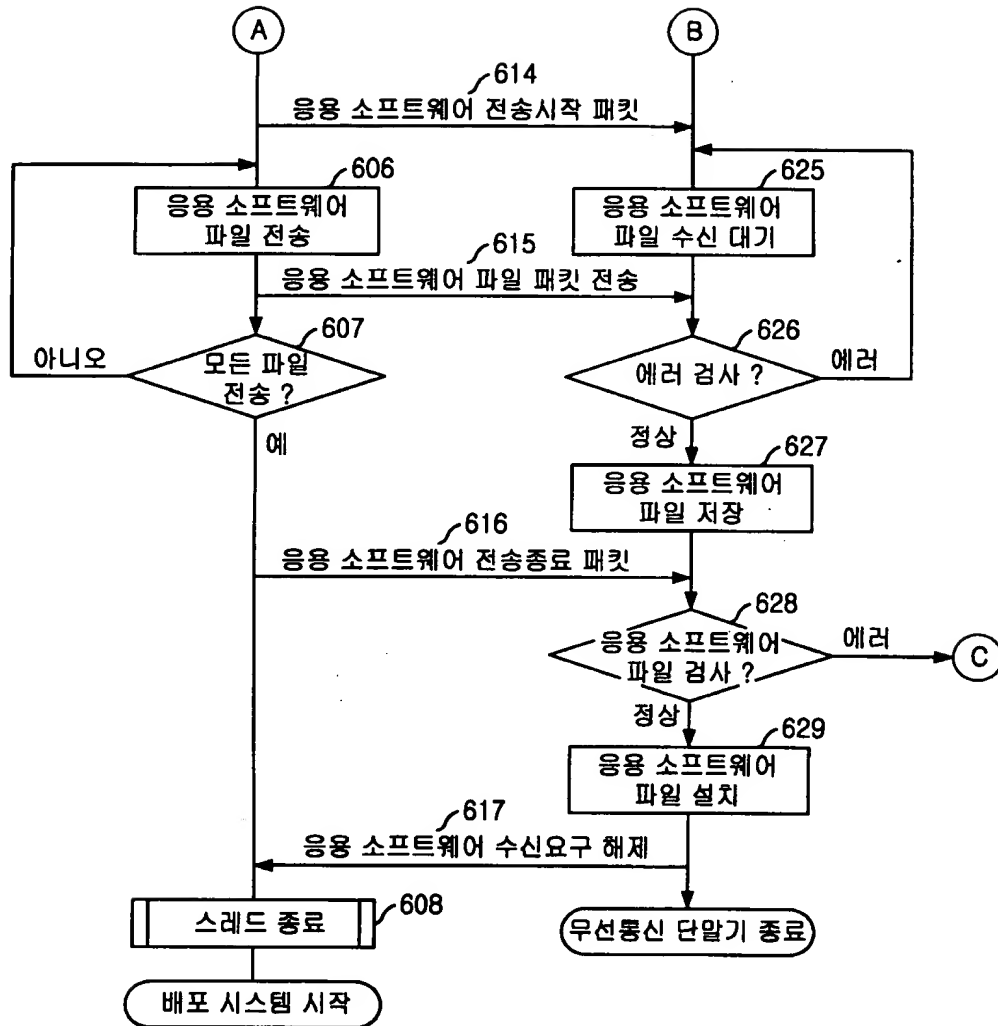 A
B
614
응용 소프트웨어 전송시작 패킷
606
625
응용 소프트웨어
파일 전송
응용 소프트웨어
파일 수신 대기
615
응용 소프트웨어 파일 패킷 전송
607
626
아니오
모든 파일
전송 ?
에러 검사 ?
에러
예
정상
627
응용 소프트웨어
파일 저장
616
응용 소프트웨어 전송종료 패킷
628
응용 소프트웨어
파일 검사 ?
에러
C
정상
629
응용 소프트웨어
파일 설치
617
응용 소프트웨어 수신요구 해제
스레드 종료
608
무선통신 단말기 종료
배포 시스템 시작